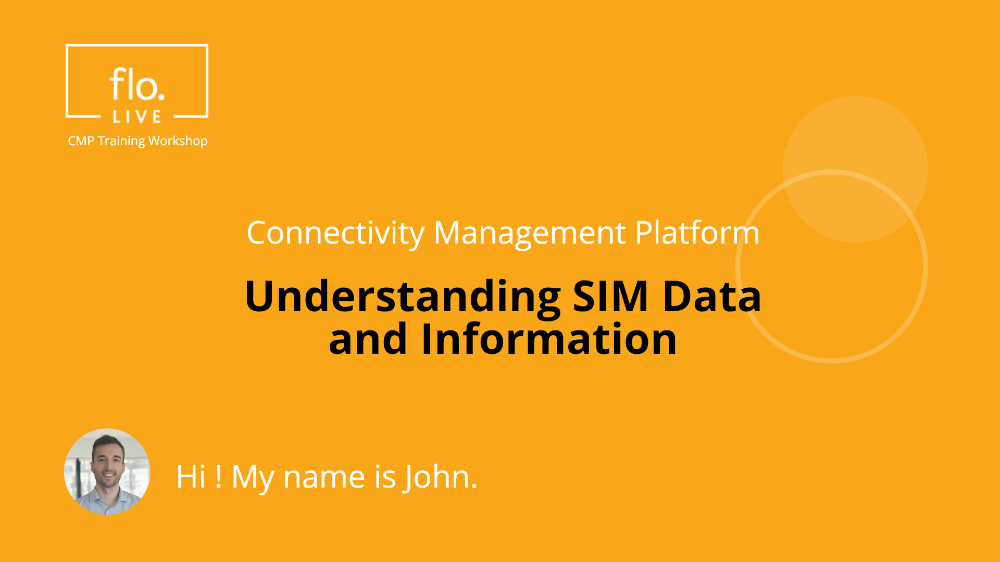 flo.
LIVE
CMP Training Workshop
Connectivity Management Platform
Understanding SIM Data
and Information
Hi ! My name is John.